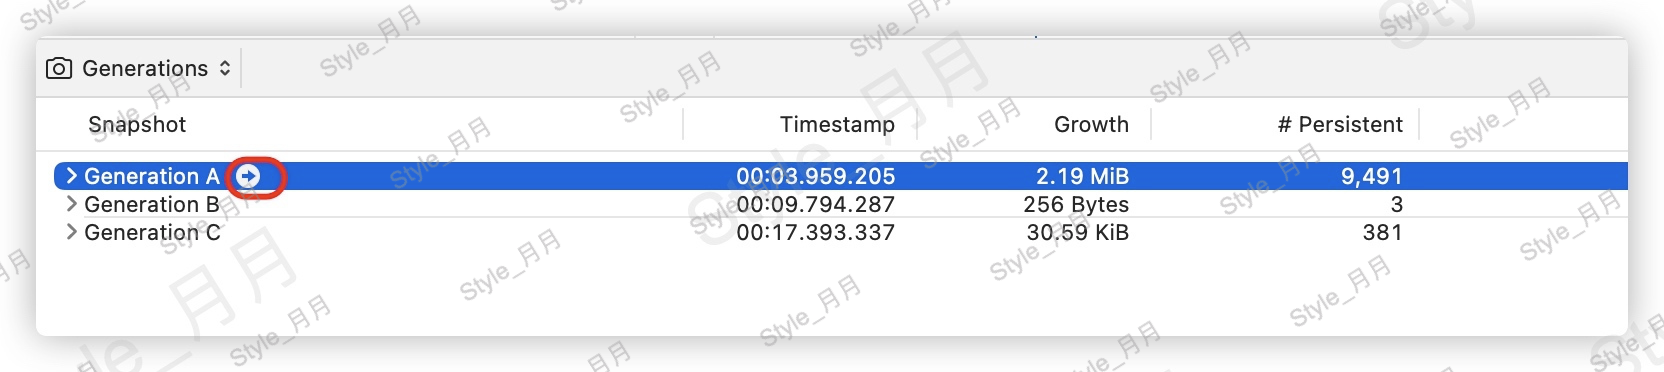 Generations
Snapshot Timestamp Growth # Persistent
Generation A 00:03.959.205 2.19 MiB 9,491
Generation B 00:09.794.287 256 Bytes 3
Generation C 00:17.393.337 30.59 KiB 381
Style_月月